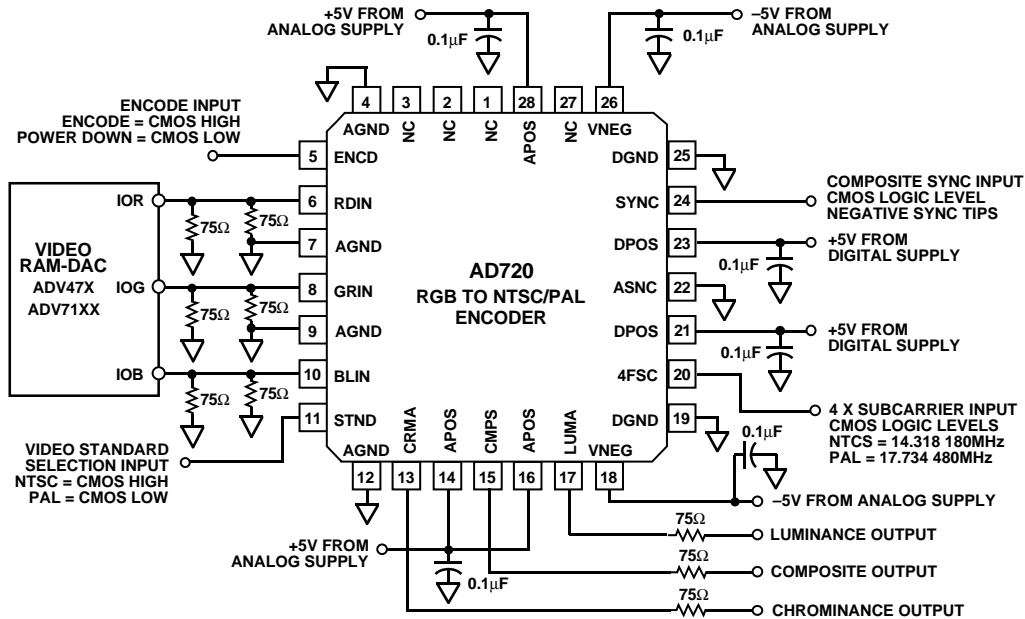 +5V FROM
ANALOG SUPPLY
0.1µF
–5V FROM
ANALOG SUPPLY
0.1µF
ENCODE INPUT
ENCODE = CMOS HIGH
POWER DOWN = CMOS LOW
4
3
2
1
28
27
26
AGND
NC
NC
NC
APOS
NC
VNEG
5
ENCD
DGND
25
VIDEO
RAM-DAC
ADV47X
ADV71XX
IOR
75Ω
75Ω
6
RDIN
SYNC
24
COMPOSITE SYNC INPUT
CMOS LOGIC LEVEL
NEGATIVE SYNC TIPS
7
AGND
DPOS
23
+5V FROM
DIGITAL SUPPLY
0.1µF
AD720
RGB TO NTSC/PAL
ENCODER
IOG
75Ω
75Ω
8
GRIN
ASNC
22
9
AGND
DPOS
21
+5V FROM
DIGITAL SUPPLY
0.1µF
IOB
75Ω
75Ω
10
BLIN
4FSC
20
4 X SUBCARRIER INPUT
CMOS LOGIC LEVELS
NTCS = 14.318 180MHz
PAL = 17.734 480MHz
11
STND
DGND
19
VIDEO STANDARD
SELECTION INPUT
NTSC = CMOS HIGH
PAL = CMOS LOW
AGND
CRMA
APOS
CMPS
APOS
LUMA
VNEG
12
13
14
15
16
17
18
0.1µF
–5V FROM ANALOG SUPPLY
75Ω
LUMINANCE OUTPUT
+5V FROM
ANALOG SUPPLY
0.1µF
75Ω
COMPOSITE OUTPUT
75Ω
CHROMINANCE OUTPUT